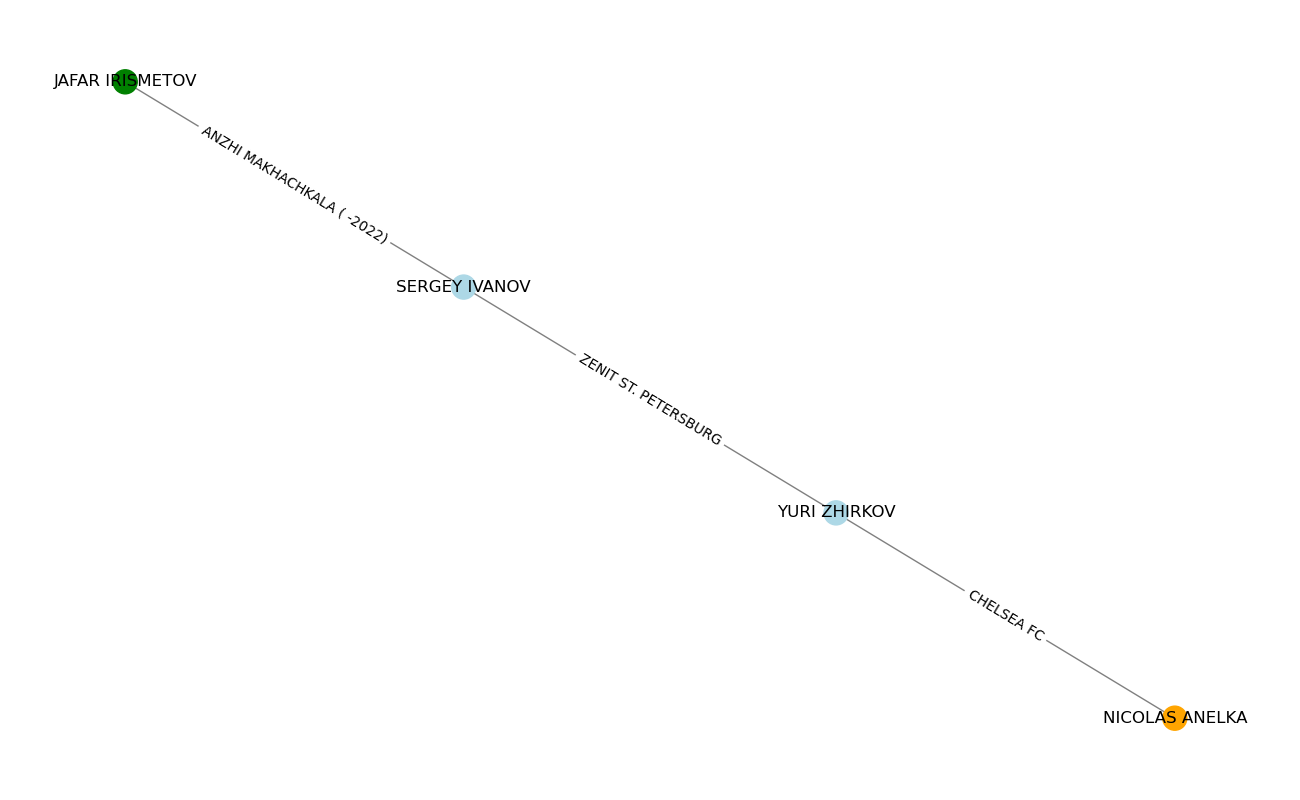 JAFAR IRISMETOV
ANZHI MAKHACHKALA ( -2022)
SERGEY IVANOV
ZENIT ST. PETERSBURG
YURI ZHIRKOV
CHELSEA FC
NICOLAS ANELKA